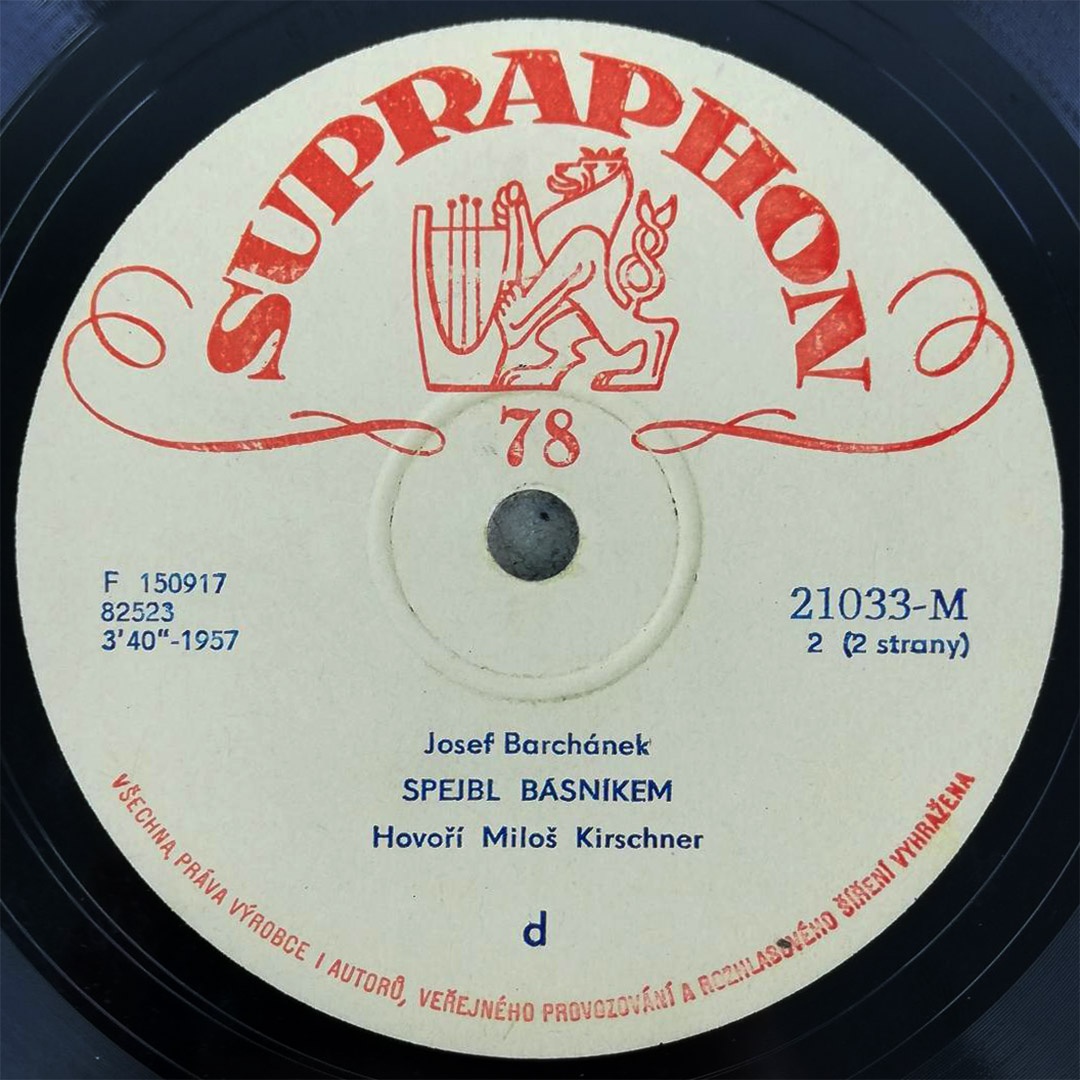 SUPRAPHON
78
F 150917
82523
3'40"-1957
21033-M
2 (2 strany)
Josef Barchánek
SPEJBL BÁSNÍKEM
Hovoří Miloš Kirschner
d
VŠECHNA PRÁVA VÝROBCE I AUTORŮ, VEŘEJNÉHO PROVOZOVÁNÍ A ROZHLASOVÉHO ŠÍŘENÍ VYHRAŽENA